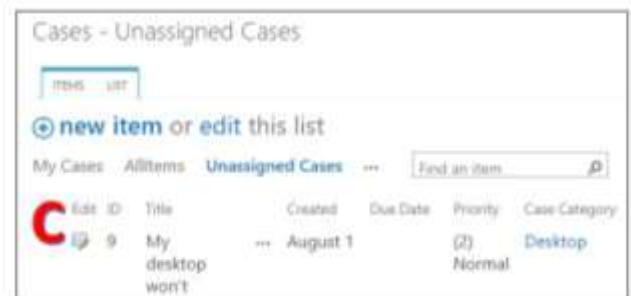 Cases - Unassigned Cases
ITEMS LIST
new item or edit this list
My Cases AllItems Unassigned Cases ... Find an item
C
Edit ID Title Created Due Date Priority Case Category
9 My ... August 1 (2) Desktop
desktop Normal
won't